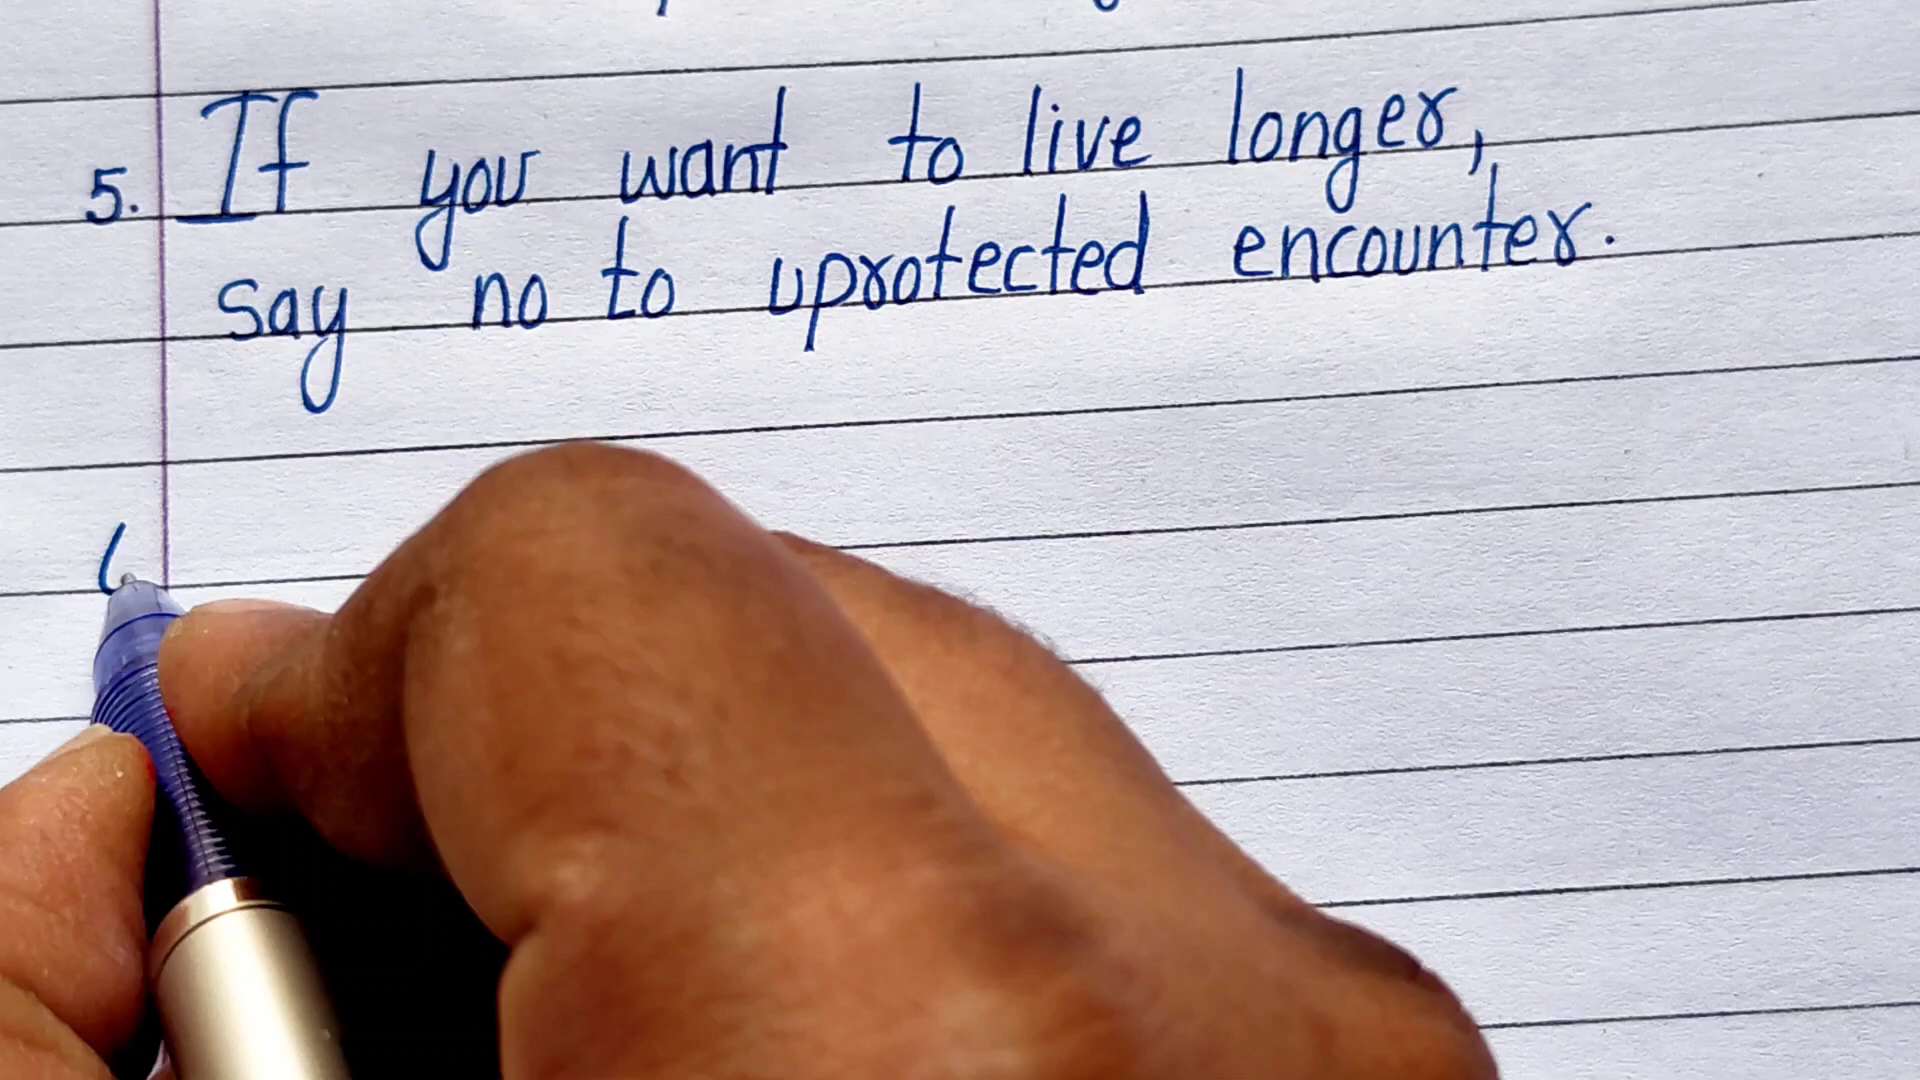 5. If you want to live longer,
say no to uprotected encounter.